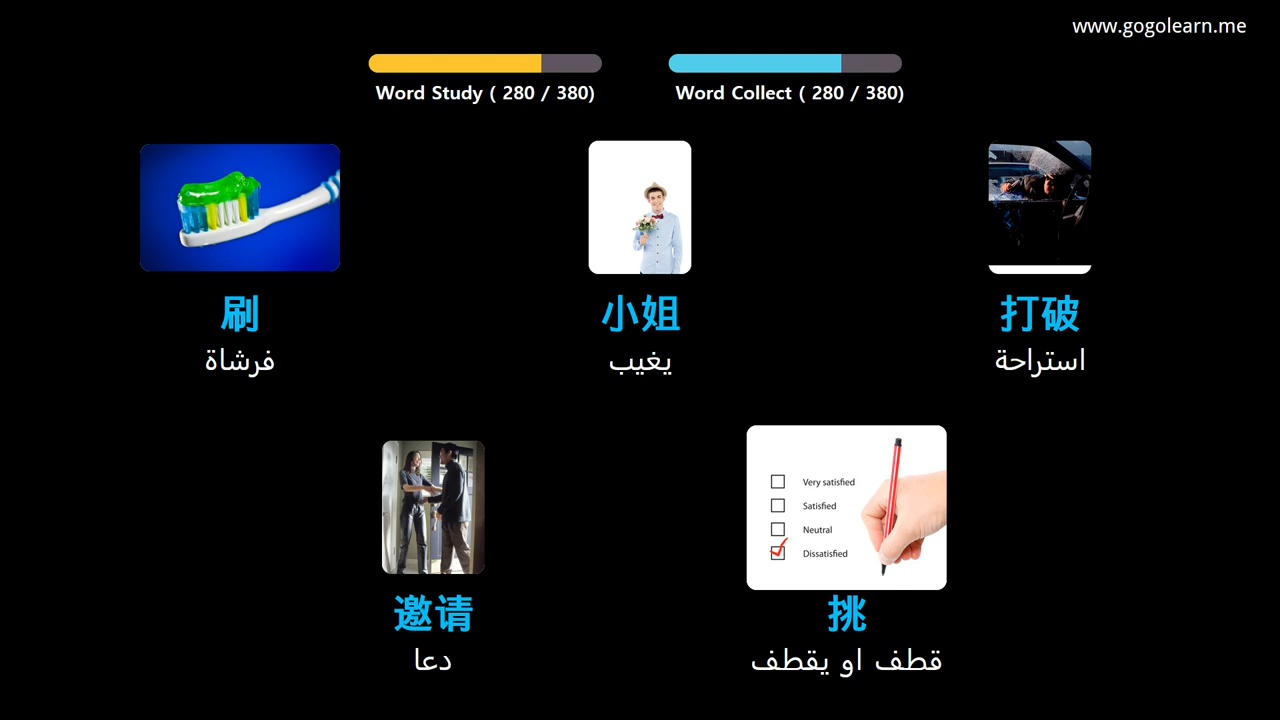 www.gogolearn.me
Word Study ( 280 / 380)
Word Collect ( 280 / 380)
刷
小姐
打破
فرشاة
يغيب
استراحة
Very satisfied
Satisfied
Neutral
Dissatisfied
邀请
挑
دعا
قطف او يقطف